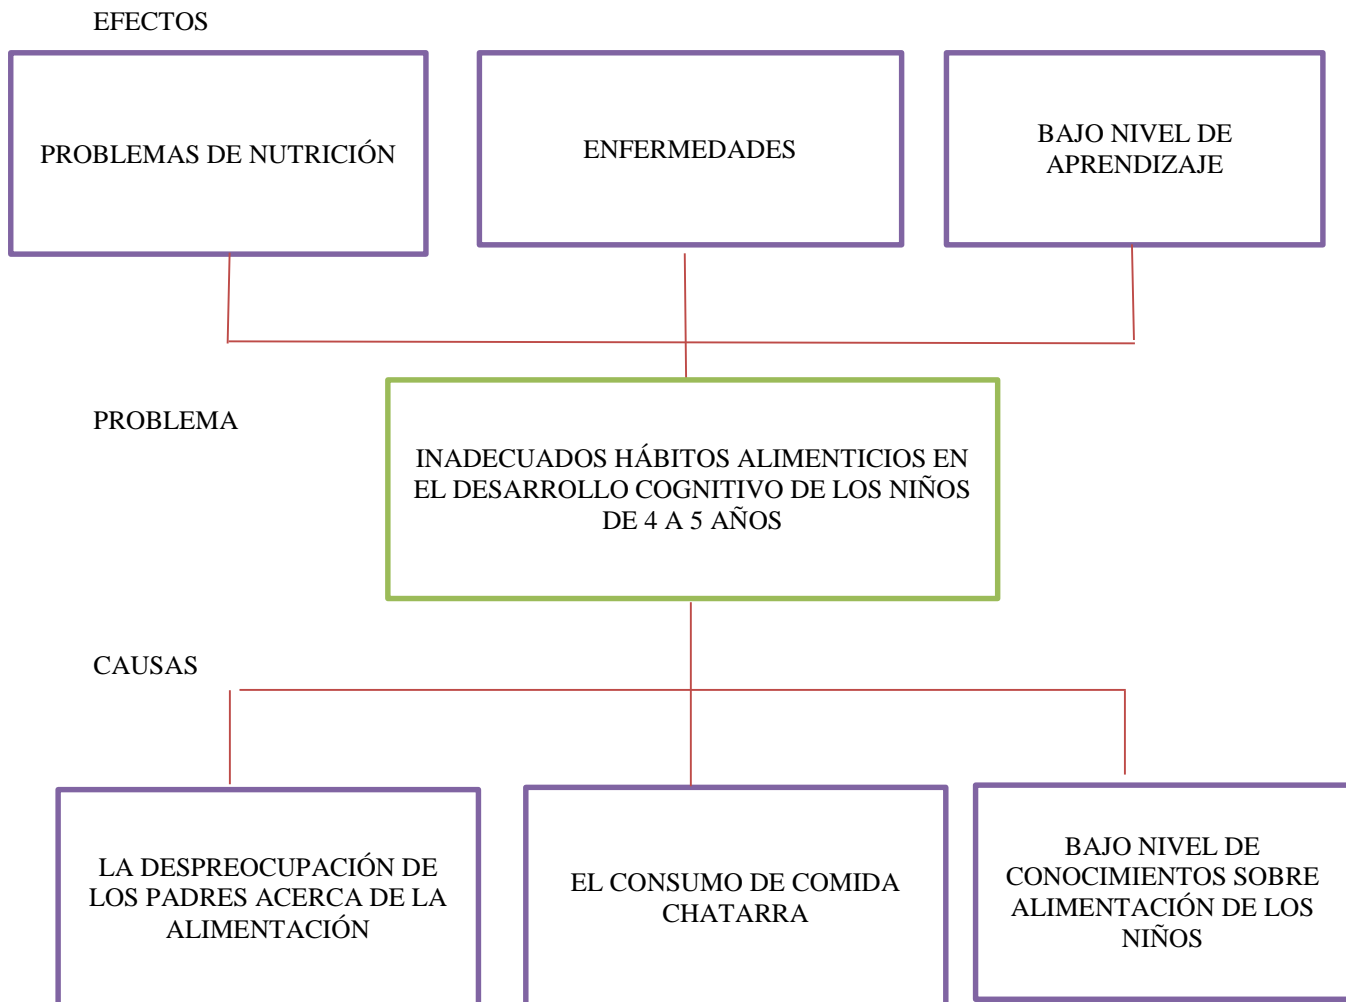 EFECTOS
PROBLEMAS DE NUTRICIÓN
ENFERMEDADES
BAJO NIVEL DE
APRENDIZAJE
PROBLEMA
INADECUADOS HÁBITOS ALIMENTICIOS EN
EL DESARROLLO COGNITIVO DE LOS NIÑOS
DE 4 A 5 AÑOS
CAUSAS
LA DESPREOCUPACIÓN DE
LOS PADRES ACERCA DE LA
ALIMENTACIÓN
EL CONSUMO DE COMIDA
CHATARRA
BAJO NIVEL DE
CONOCIMIENTOS SOBRE
ALIMENTACIÓN DE LOS
NIÑOS